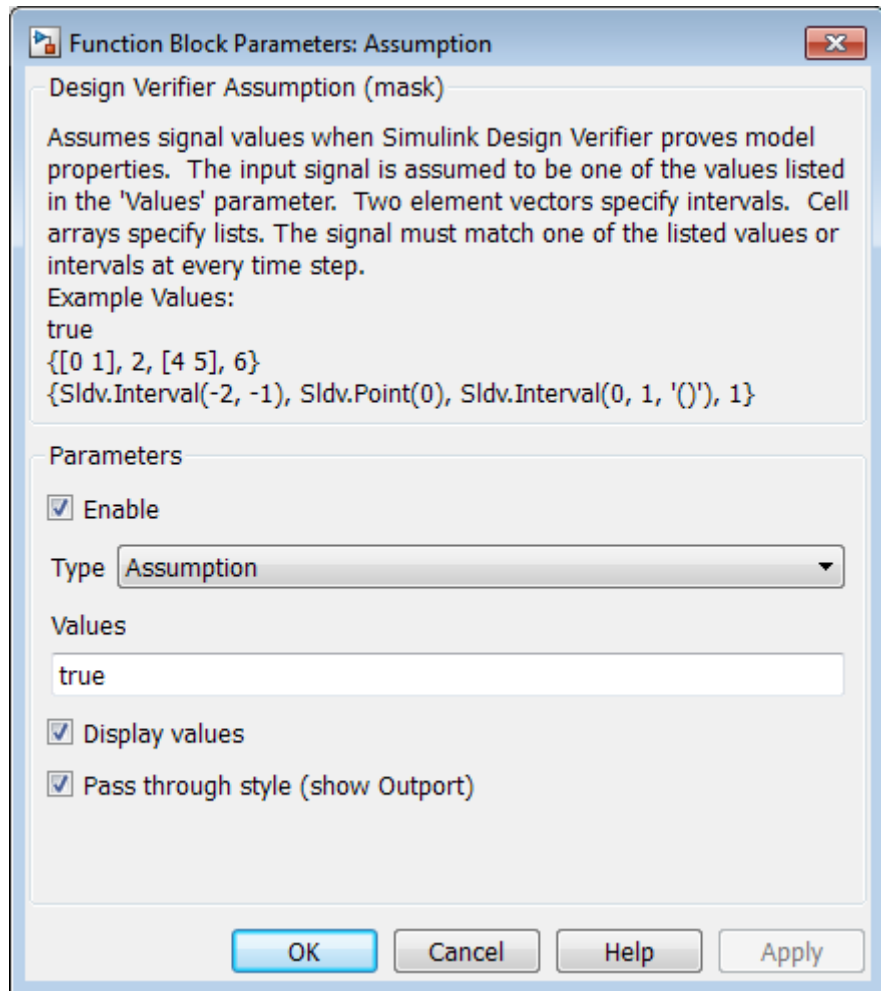 Function Block Parameters: Assumption
Design Verifier Assumption (mask)
Assumes signal values when Simulink Design Verifier proves model
properties.  The input signal is assumed to be one of the values listed
in the 'Values' parameter.  Two element vectors specify intervals.  Cell
arrays specify lists. The signal must match one of the listed values or
intervals at every time step.
Example Values:
true
{[0 1], 2, [4 5], 6}
{Sldv.Interval(-2, -1), Sldv.Point(0), Sldv.Interval(0, 1, '()'), 1}
Parameters
Enable
Type Assumption
Values
true
Display values
Pass through style (show Outport)
OK Cancel Help Apply